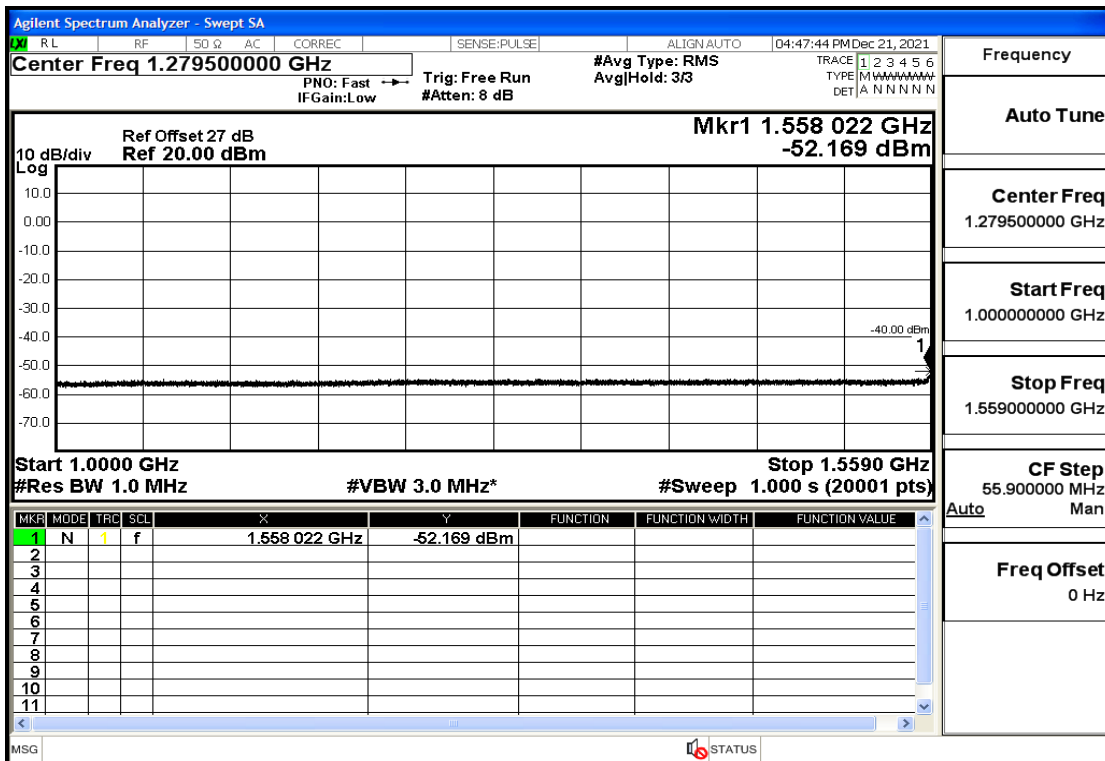 Agilent Spectrum Analyzer - Swept SA
LXI RL RF 50 Ω AC CORREC SENSE:PULSE ALIGN AUTO 04:47:44 PM Dec 21, 2021
Center Freq 1.279500000 GHz
PNO: Fast
IFGain:Low
Trig: Free Run
#Atten: 8 dB
#Avg Type: RMS
Avg|Hold: 3/3
TRACE 1 2 3 4 5 6
TYPE M WWWWW
DET A N N N N N
Ref Offset 27 dB
10 dB/div Ref 20.00 dBm
Log
Mkr1 1.558 022 GHz
-52.169 dBm
10.0
0.00
-10.0
-20.0
-30.0
-40.0
-50.0
-60.0
-70.0
-40.00 dBm
1
Start 1.0000 GHz Stop 1.5590 GHz
#Res BW 1.0 MHz #VBW 3.0 MHz* #Sweep 1.000 s (20001 pts)
MKR MODE TRC SCL X Y FUNCTION FUNCTION WIDTH FUNCTION VALUE
1 N 1 f 1.558 022 GHz -52.169 dBm
2
3
4
5
6
7
8
9
10
11
MSG STATUS
Frequency
Auto Tune
Center Freq
1.279500000 GHz
Start Freq
1.000000000 GHz
Stop Freq
1.559000000 GHz
CF Step
55.900000 MHz
Auto Man
Freq Offset
0 Hz